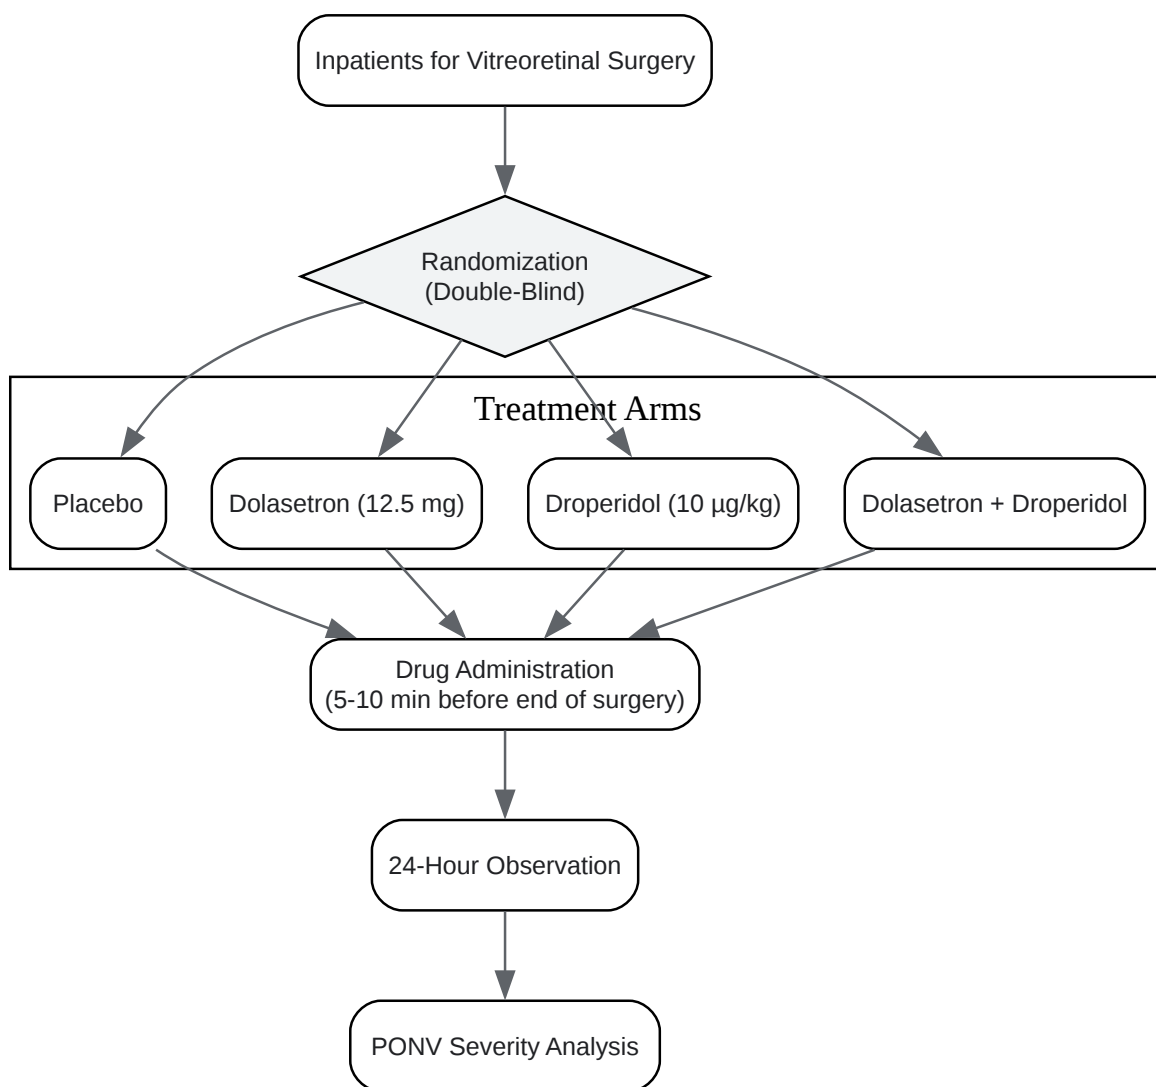 Inpatients for Vitreoretinal Surgery
Randomization
(Double-Blind)
Treatment Arms
Placebo
Dolasetron (12.5 mg)
Droperidol (10 µg/kg)
Dolasetron + Droperidol
Drug Administration
(5-10 min before end of surgery)
24-Hour Observation
PONV Severity Analysis